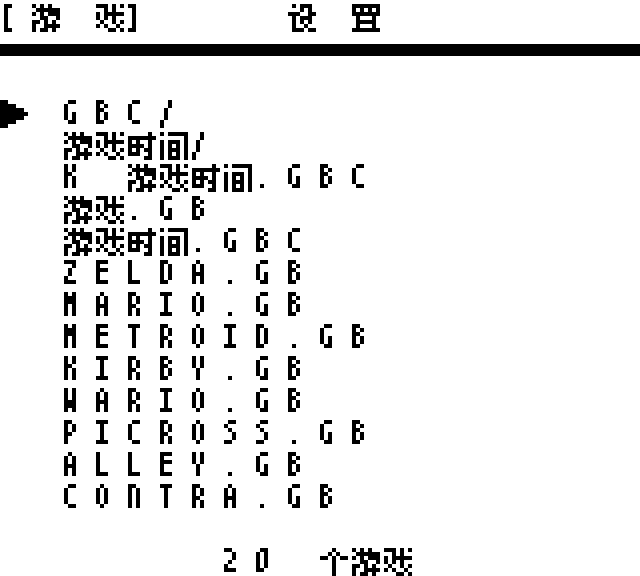 [游 戏] 设 置
GBC/
游戏时间/
K 游戏时间.GBC
游戏.GB
游戏时间.GBC
ZELDA.GB
MARIO.GB
METROID.GB
KIRBY.GB
WARIO.GB
PICROSS.GB
ALLEY.GB
CONTRA.GB
20 个游戏